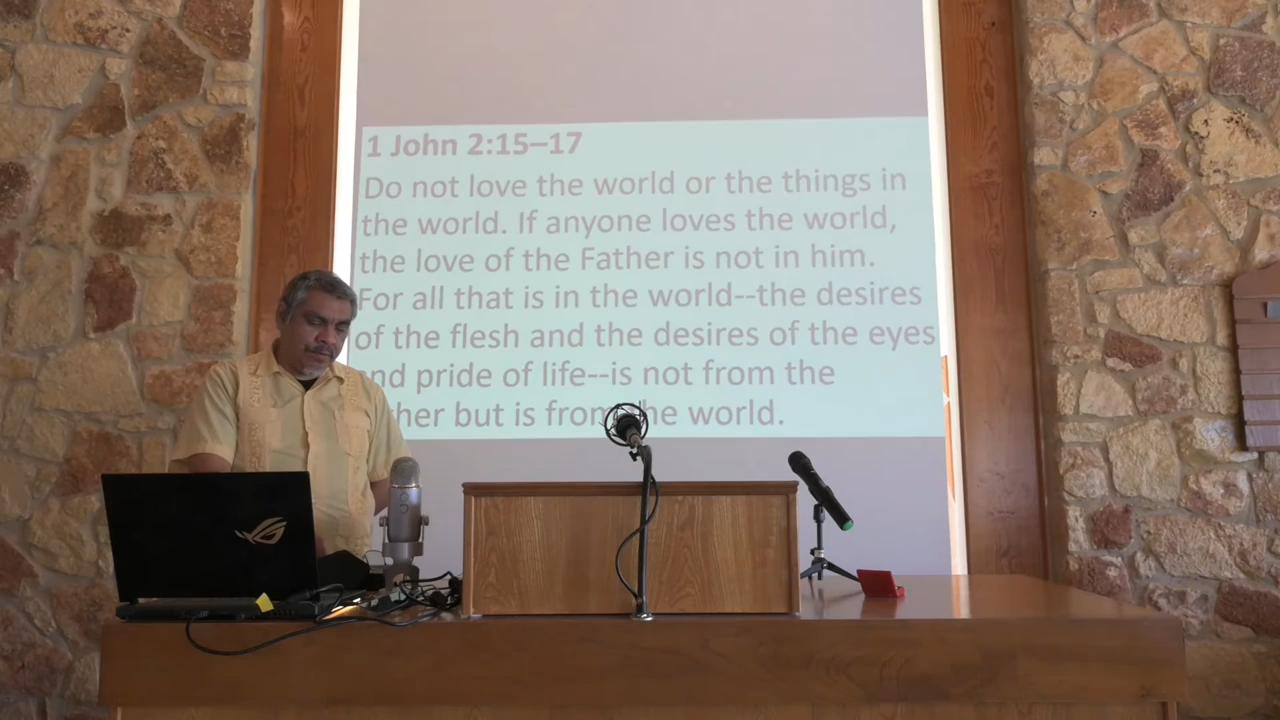 1 John 2:15–17
Do not love the world or the things in
the world. If anyone loves the world,
the love of the Father is not in him.
For all that is in the world--the desires
of the flesh and the desires of the eyes
nd pride of life--is not from the
ther but is from the world.